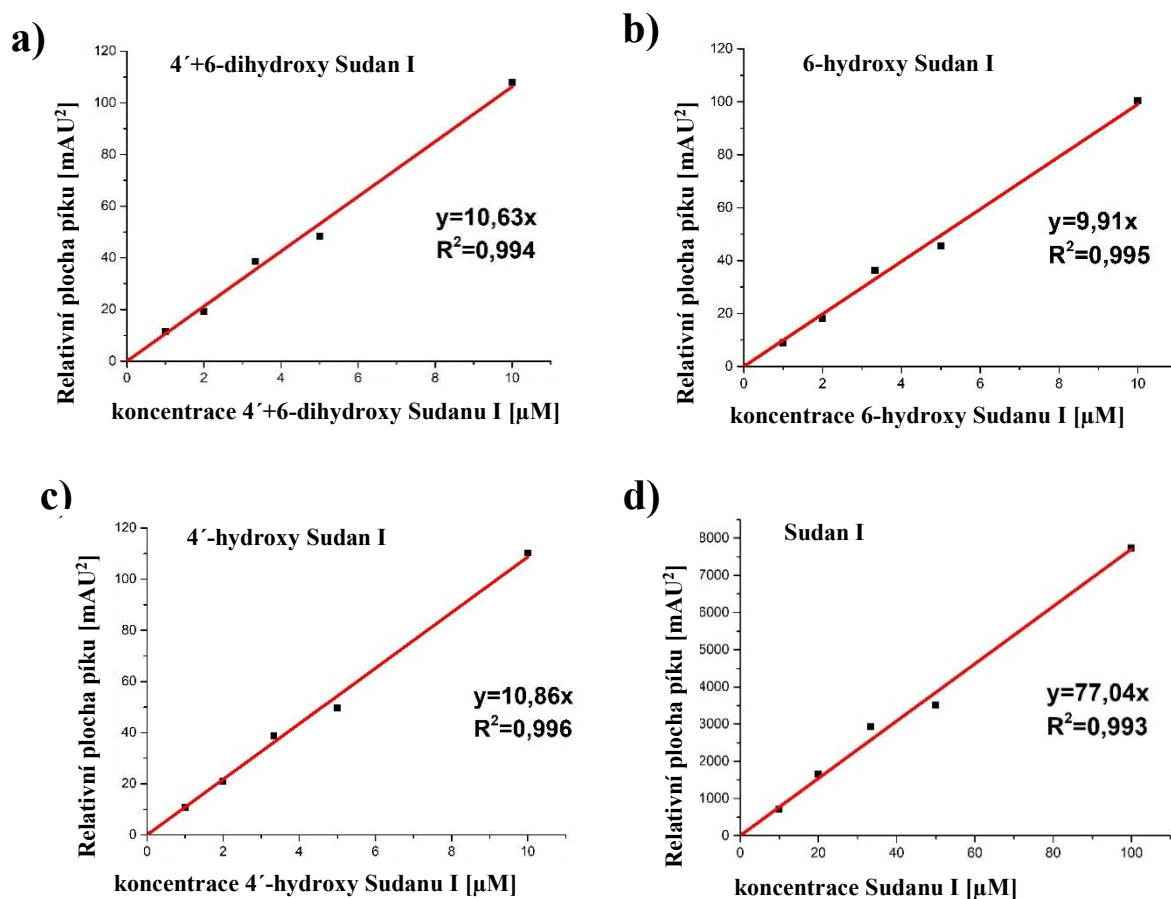 a)
4´+6-dihydroxy Sudan I
Relativní plocha píku [mAU²]
120
100
80
60
40
20
0
y=10,63x
R²=0,994
0 2 4 6 8 10
koncentrace 4´+6-dihydroxy Sudanu I [µM]
b)
6-hydroxy Sudan I
Relativní plocha píku [mAU²]
120
100
80
60
40
20
0
y=9,91x
R²=0,995
0 2 4 6 8 10
koncentrace 6-hydroxy Sudanu I [µM]
c)
4´-hydroxy Sudan I
Relativní plocha píku [mAU²]
120
100
80
60
40
20
0
y=10,86x
R²=0,996
0 2 4 6 8 10
koncentrace 4´-hydroxy Sudanu I [µM]
d)
Sudan I
Relativní plocha píku [mAU²]
8000
7000
6000
5000
4000
3000
2000
1000
0
y=77,04x
R²=0,993
0 20 40 60 80 100
koncentrace Sudanu I [µM]